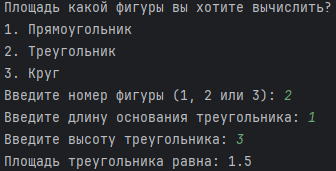 Площадь какой фигуры вы хотите вычислить?
1. Прямоугольник
2. Треугольник
3. Круг
Введите номер фигуры (1, 2 или 3): 2
Введите длину основания треугольника: 1
Введите высоту треугольника: 3
Площадь треугольника равна: 1.5